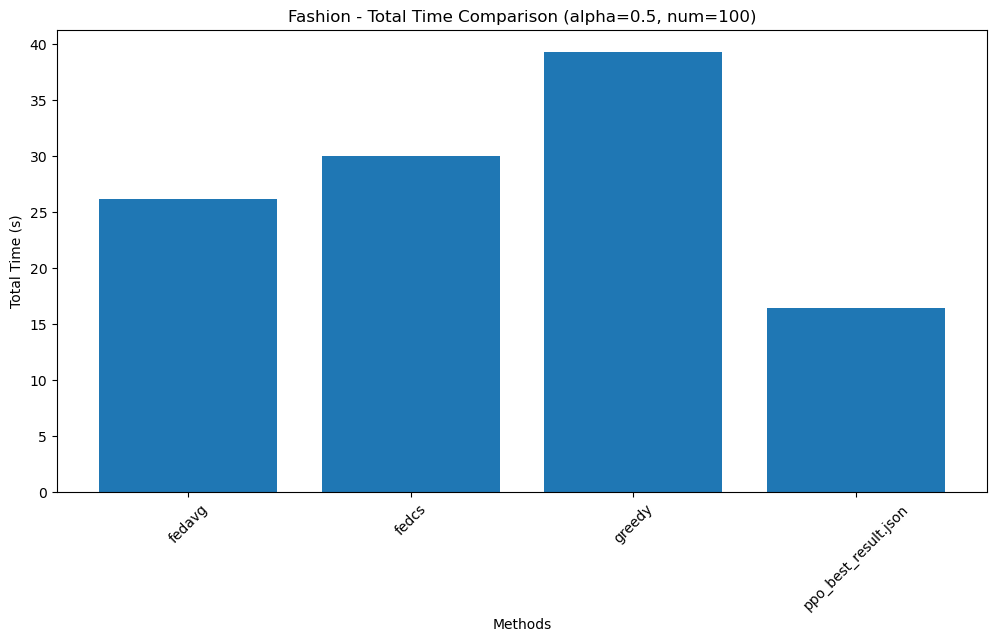 Fashion - Total Time Comparison (alpha=0.5, num=100)
Total Time (s)
40
35
30
25
20
15
10
5
0
fedavg
fedcs
greedy
ppo_best_result.json
Methods